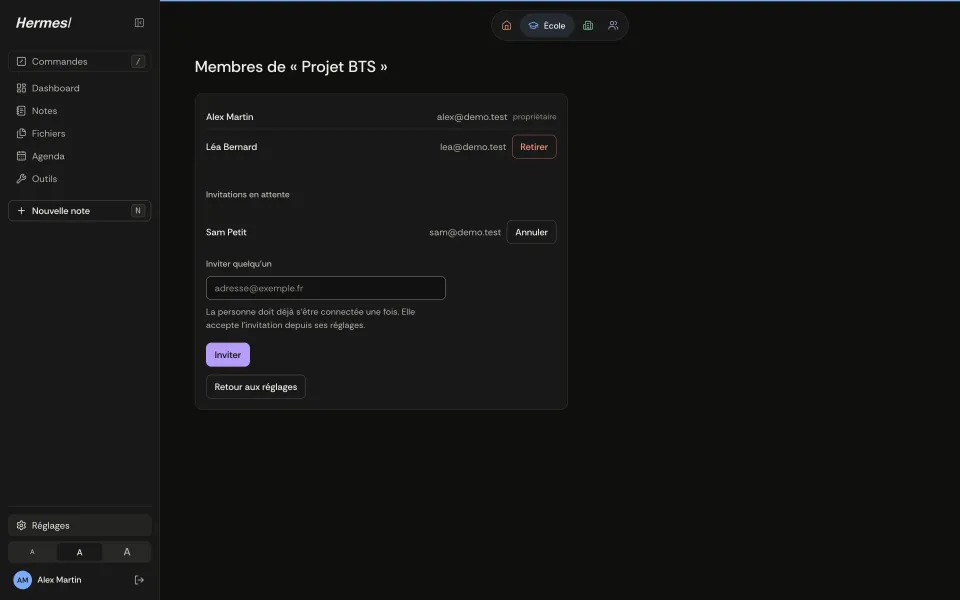 Hermes/
Commandes /
Dashboard
Notes
Fichiers
Agenda
Outils
+ Nouvelle note N
Réglages
A A A
AM Alex Martin
École
Membres de « Projet BTS »
Alex Martin alex@demo.test propriétaire
Léa Bernard lea@demo.test Retirer
Invitations en attente
Sam Petit sam@demo.test Annuler
Inviter quelqu'un
adresse@exemple.fr
La personne doit déjà s'être connectée une fois. Elle
accepte l'invitation depuis ses réglages.
Inviter
Retour aux réglages